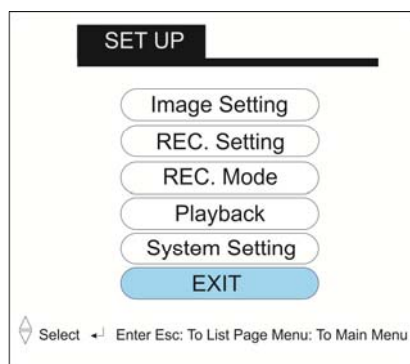 SET UP
Image Setting
REC. Setting
REC. Mode
Playback
System Setting
EXIT
Select Enter Esc: To List Page Menu: To Main Menu